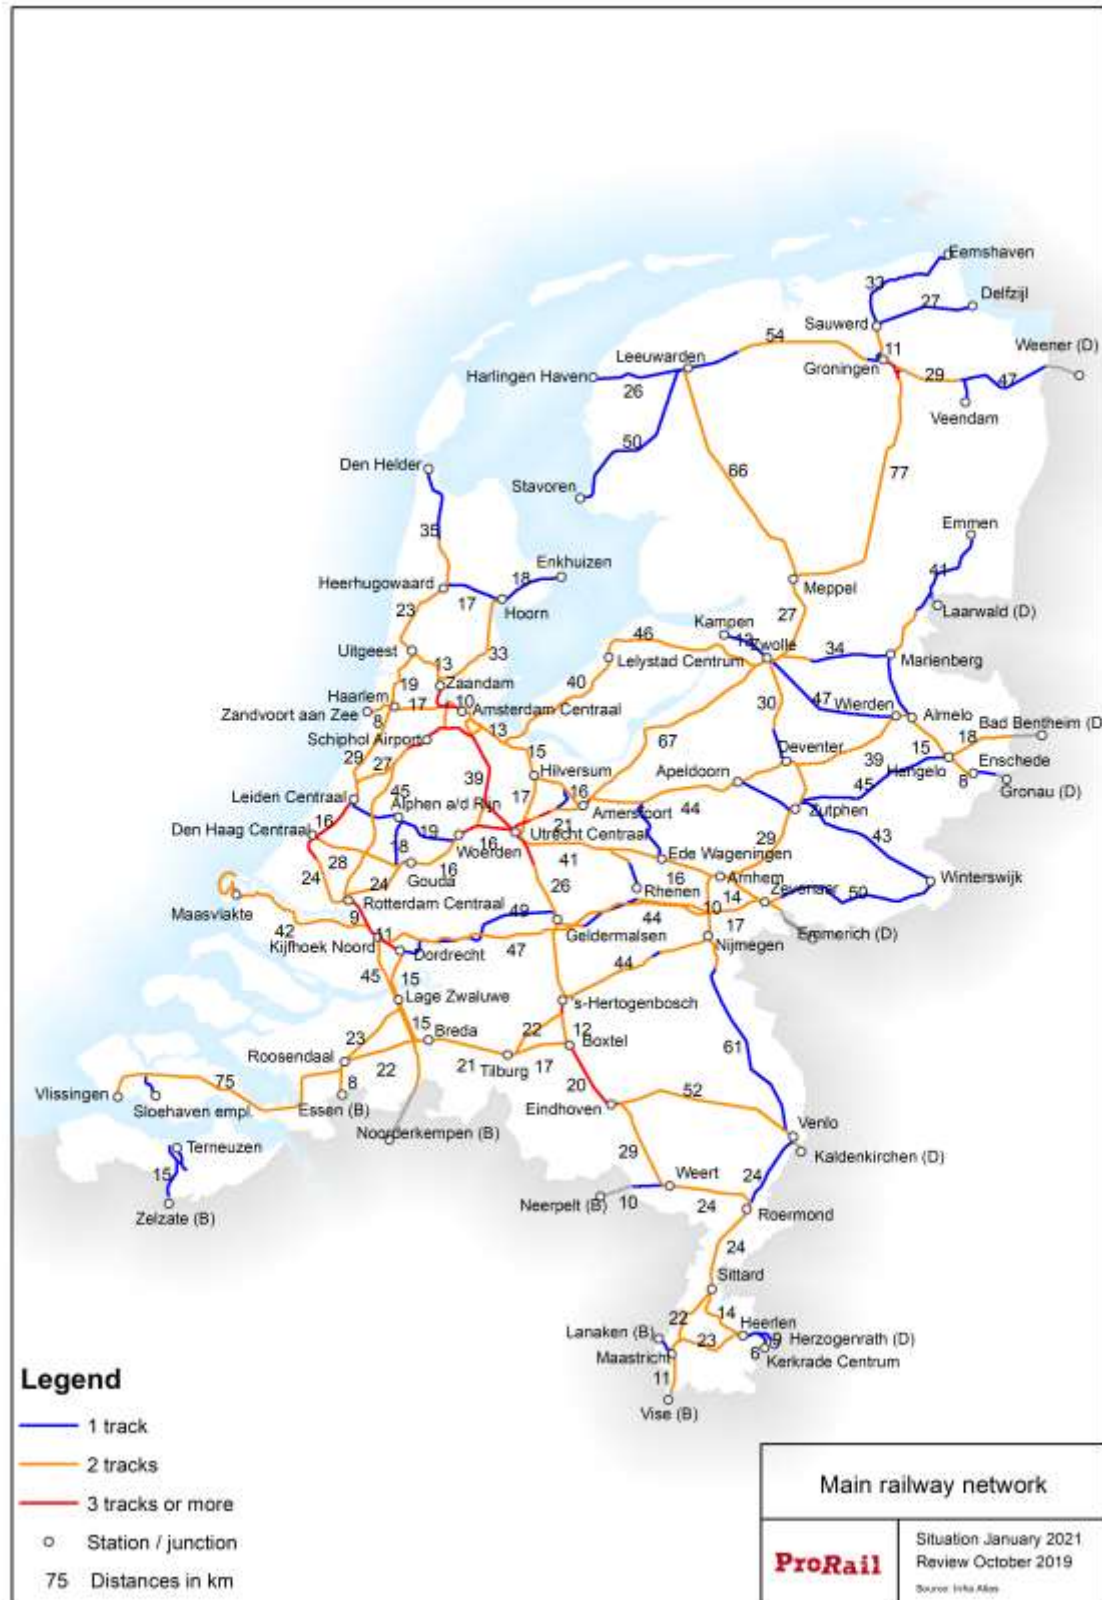 Eemshaven
33
Delfzijl
27
Sauwerd
54
11
Weener (D)
Leeuwarden
Groningen
Harlingen Haven
29
47
26
Veendam
50
Den Helder
66
77
Stavoren
Emmen
35
Enkhuizen
41
18
Heerhugowaard
17
Meppel
23
Hoorn
Laarwald (D)
Kampen
27
46
13
Zwolle
34
Uitgeest
33
Lelystad Centrum
Marienberg
13
40
19
Zaandam
Haarlem
10
30
47
Wierden
17
Amsterdam Centraal
Almelo
Zandvoort aan Zee
8
13
Bad Bentheim (D
Schiphol Airport
67
18
29
15
Deventer
39
15
27
Hilversum
Apeldoorn
Hengelo
Enschede
39
45
8
45
16
Gronau (D)
Leiden Centraal
17
Alphen a/d Rijn
Amersfoort
44
Zutphen
16
21
Den Haag Centraal
19
Utrecht Centraal
43
16
29
Woerden
28
18
41
Ede Wageningen
16
16
Gouda
Arnhem
24
24
Rhenen
14
Zevenaar
Winterswijk
26
50
Rotterdam Centraal
Maasvlakte
49
10
9
44
17
42
Geldermalsen
11
Emmerich (D)
Kijfhoek Noord
47
Nijmegen
Dordrecht
44
45
15
Lage Zwaluwe
's-Hertogenbosch
15
Breda
22
12
23
Boxtel
61
Roosendaal
21
Tilburg
17
22
75
20
52
Vlissingen
8
Sloehaven empl.
Essen (B)
Eindhoven
Venlo
Noorderkempen (B)
Terneuzen
29
Kaldenkirchen (D)
15
Weert
24
Neerpelt (B)
10
24
Roermond
Zelzate (B)
24
Sittard
22
14
Heerlen
Lanaken (B)
23
9
Herzogenrath (D)
Maastricht
6
Kerkrade Centrum
11
Vise (B)
Legend
1 track
2 tracks
3 tracks or more
Station / junction
75 Distances in km
Main railway network
ProRail
Situation January 2021
Review October 2019
Source: Infra Atlas